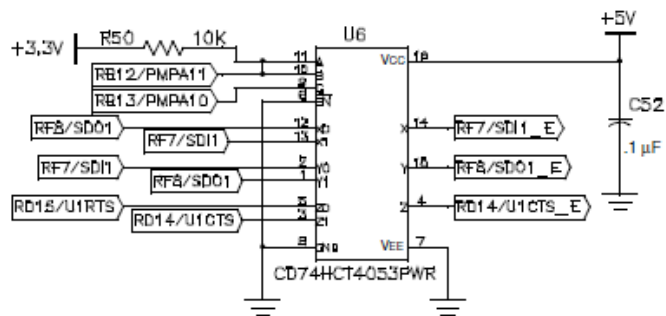 +3.3V R50 10K U6 +5V
11 A VCC 16
RB12/PMPA11 10 B
RB13/PMPA10 9 C
6 EN
C52
.1 µF
RF8/SDO1 12 X0 X 14 RF7/SDI1_E
RF7/SDI1 13 X1
RF7/SDI1 2 Y0 Y 15 RF8/SDO1_E
RF8/SDO1 1 Y1
RD15/U1RTS 5 Z0 Z 4 RD14/U1CTS_E
RD14/U1CTS 3 Z1
8 GND VEE 7
CD74HCT4053PWR